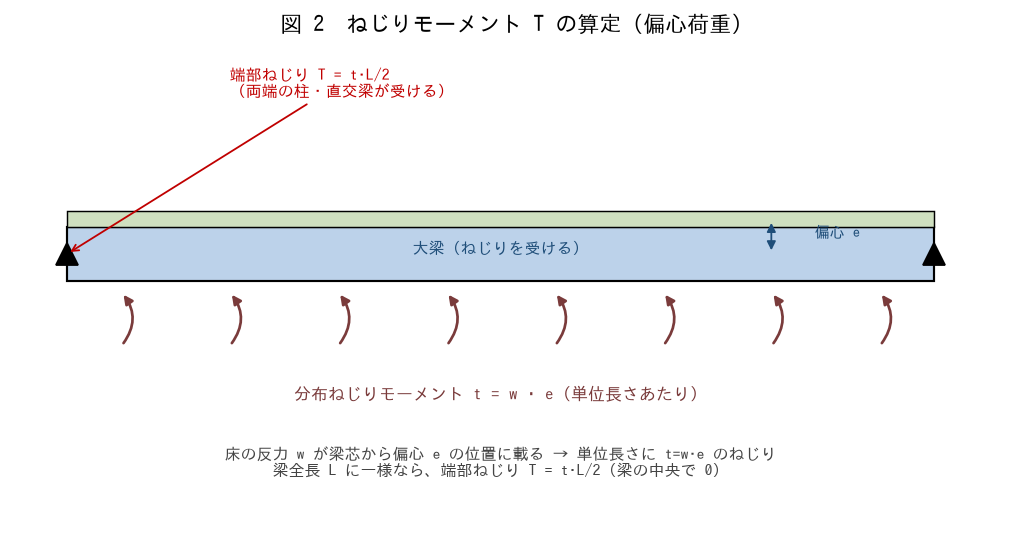 図 2　ねじりモーメント T の算定（偏心荷重）
端部ねじり T = t·L/2
（両端の柱・直交梁が受ける）
偏心 e
大梁（ねじりを受ける）
分布ねじりモーメント t = w · e（単位長さあたり）
床の反力 w が梁芯から偏心 e の位置に載る → 単位長さに t=w·e のねじり
梁全長 L に一様なら、端部ねじり T = t·L/2（梁の中央で 0）